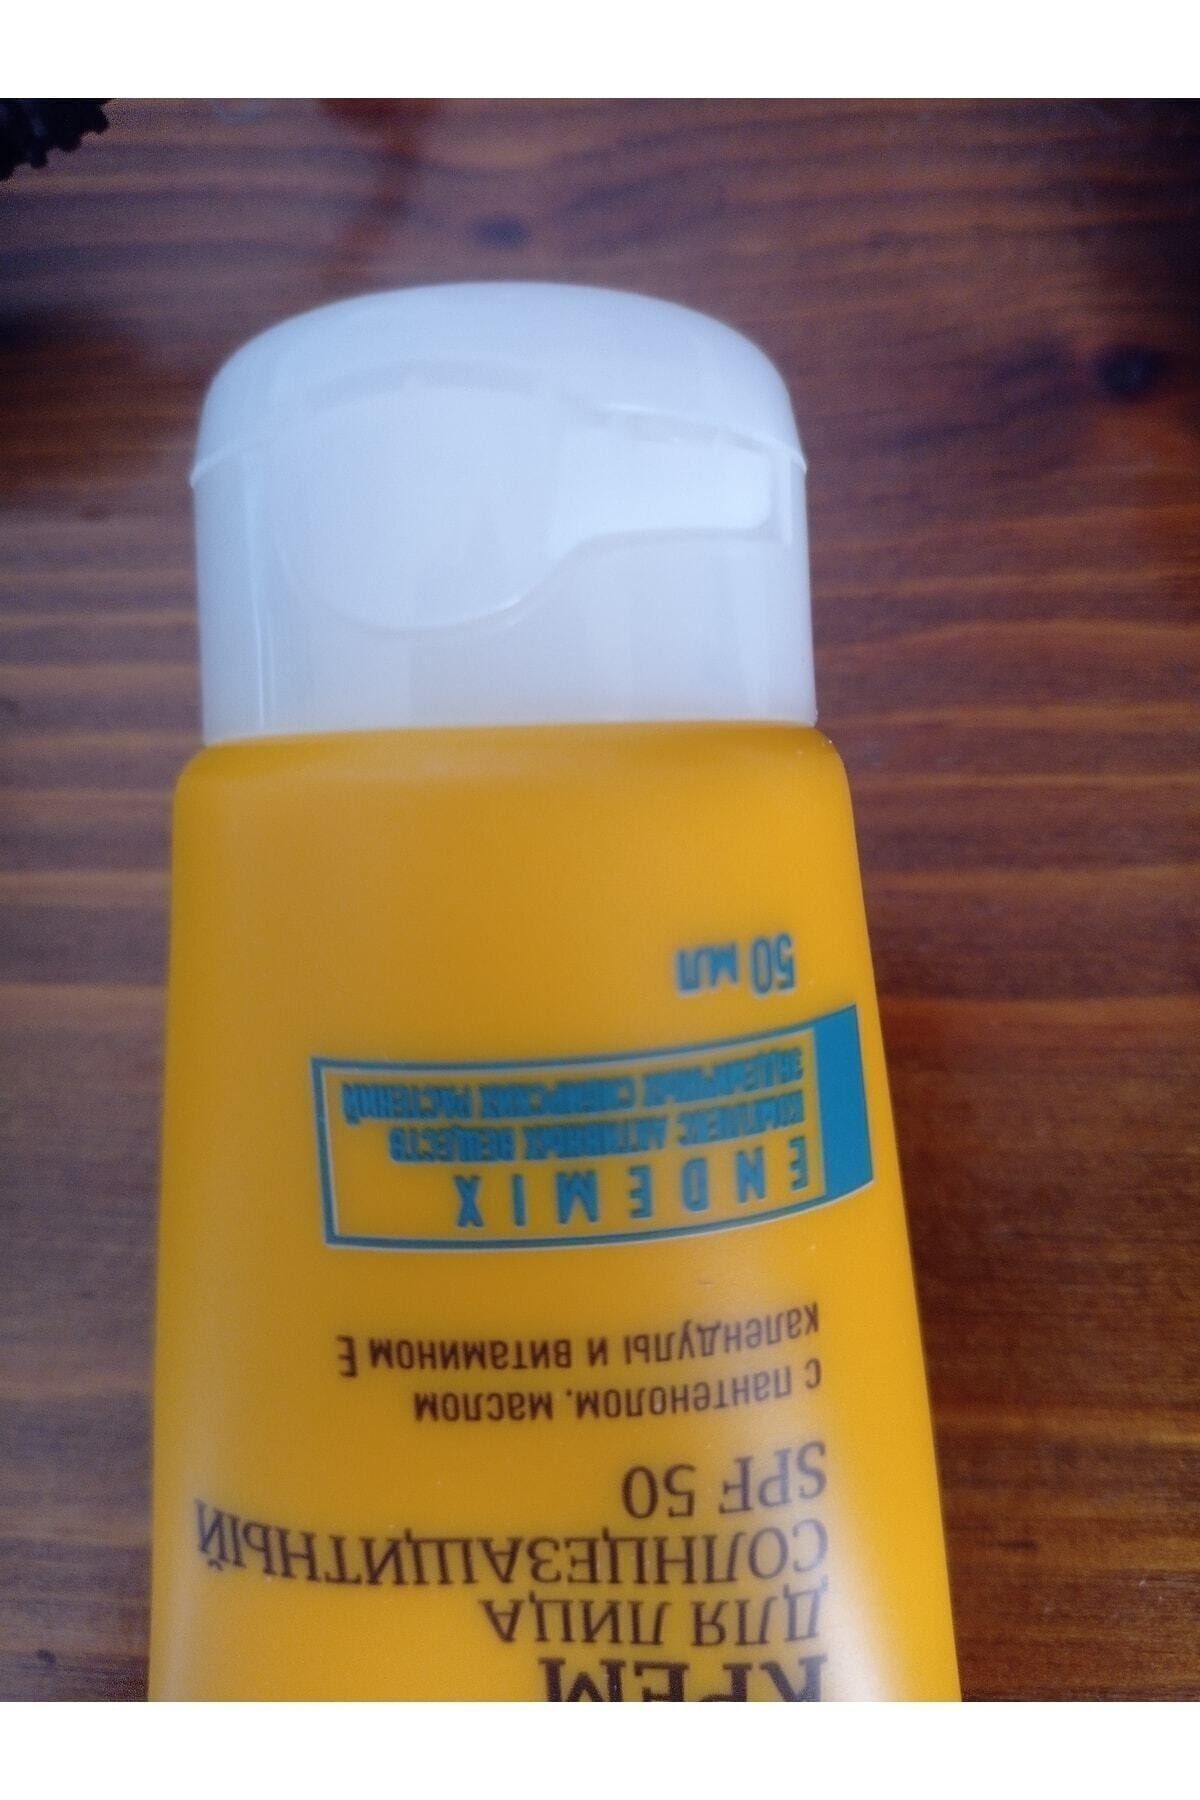 КРЕМ
ДЛЯ ЛИЦА
СОЛНЦЕЗАЩИТНЫЙ
SPF 50
с пантенолом, маслом
календулы и витамином Е
ENDEMIX
КОМПЛЕКС АКТИВНЫХ ВЕЩЕСТВ
ЭНДЕМИЧНЫХ СИБИРСКИХ РАСТЕНИЙ
50 мл